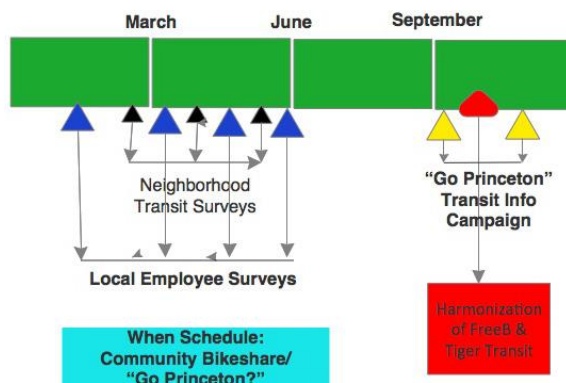 March
June
September
Neighborhood
Transit Surveys
"Go Princeton"
Transit Info
Campaign
Local Employee Surveys
Harmonization
of FreeB &
Tiger Transit
When Schedule:
Community Bikeshare/
"Go Princeton?"